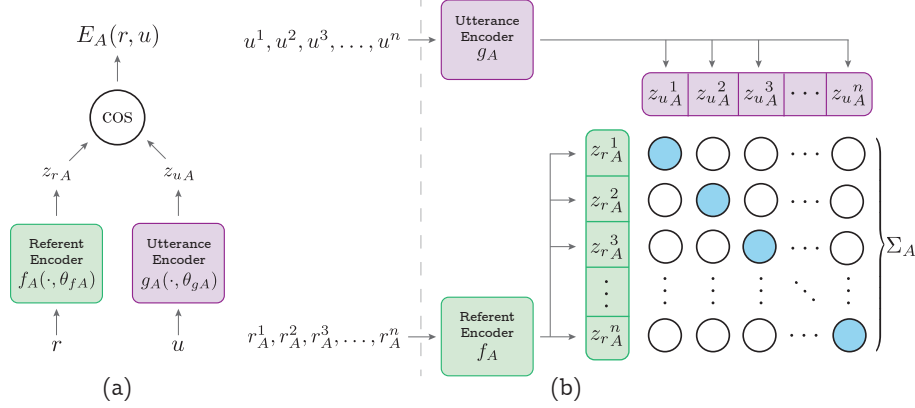 E_A(r, u)
cos
z_{rA} z_{uA}
Referent
Encoder
f_A(·, θ_{fA})
Utterance
Encoder
g_A(·, θ_{gA})
r u
(a)
u^1, u^2, u^3, . . . , u^n
Utterance
Encoder
g_A
z_{uA}^1 z_{uA}^2 z_{uA}^3 ··· z_{uA}^n
z_{rA}^1 ···
z_{rA}^2 ···
z_{rA}^3 ···
⋮ ⋮ ⋮ ⋮ ⋱ ⋮
z_{rA}^n ···
Σ_A
r_A^1, r_A^2, r_A^3, . . . , r_A^n
Referent
Encoder
f_A
(b)